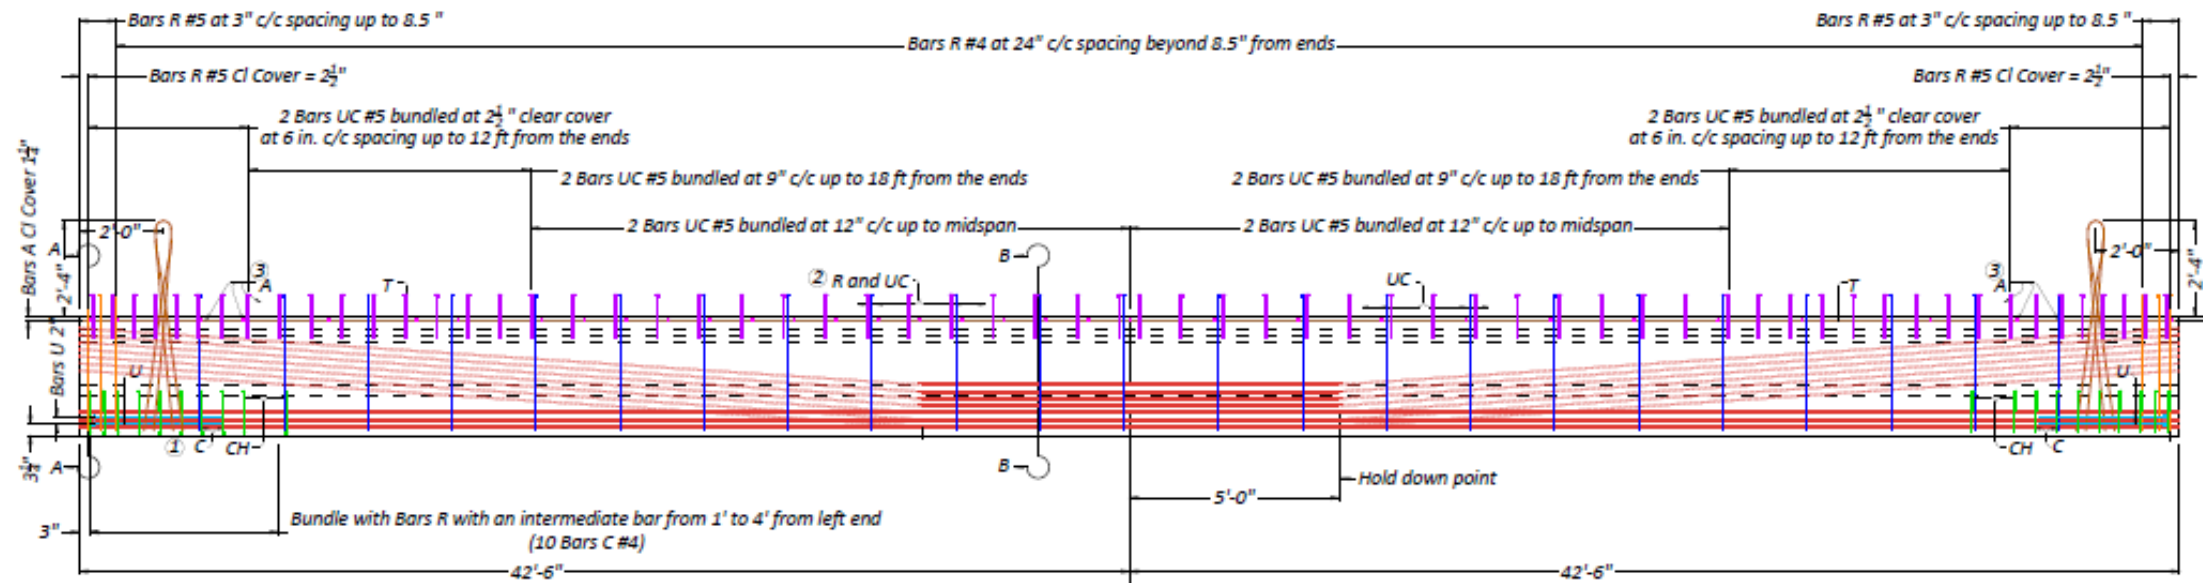 Bars R #5 at 3" c/c spacing up to 8.5 "
Bars R #5 at 3" c/c spacing up to 8.5 "
Bars R #4 at 24" c/c spacing beyond 8.5" from ends
Bars R #5 Cl Cover = 2½"
Bars R #5 Cl Cover = 2½"
2 Bars UC #5 bundled at 2½ " clear cover
at 6 in. c/c spacing up to 12 ft from the ends
2 Bars UC #5 bundled at 2½ " clear cover
at 6 in. c/c spacing up to 12 ft from the ends
2 Bars UC #5 bundled at 9" c/c up to 18 ft from the ends
2 Bars UC #5 bundled at 9" c/c up to 18 ft from the ends
2 Bars UC #5 bundled at 12" c/c up to midspan
2 Bars UC #5 bundled at 12" c/c up to midspan
Bars A Cl Cover 1¼"
2'-0"
2'-0"
A
B
2'-4"
2'-4"
③
A
T
② R and UC
UC
T
③
A
Bars U 2"
U
U
① C
CH
CH
C
3¼"
A
B
Hold down point
5'-0"
3"
Bundle with Bars R with an intermediate bar from 1' to 4' from left end
(10 Bars C #4)
42'-6"
42'-6"